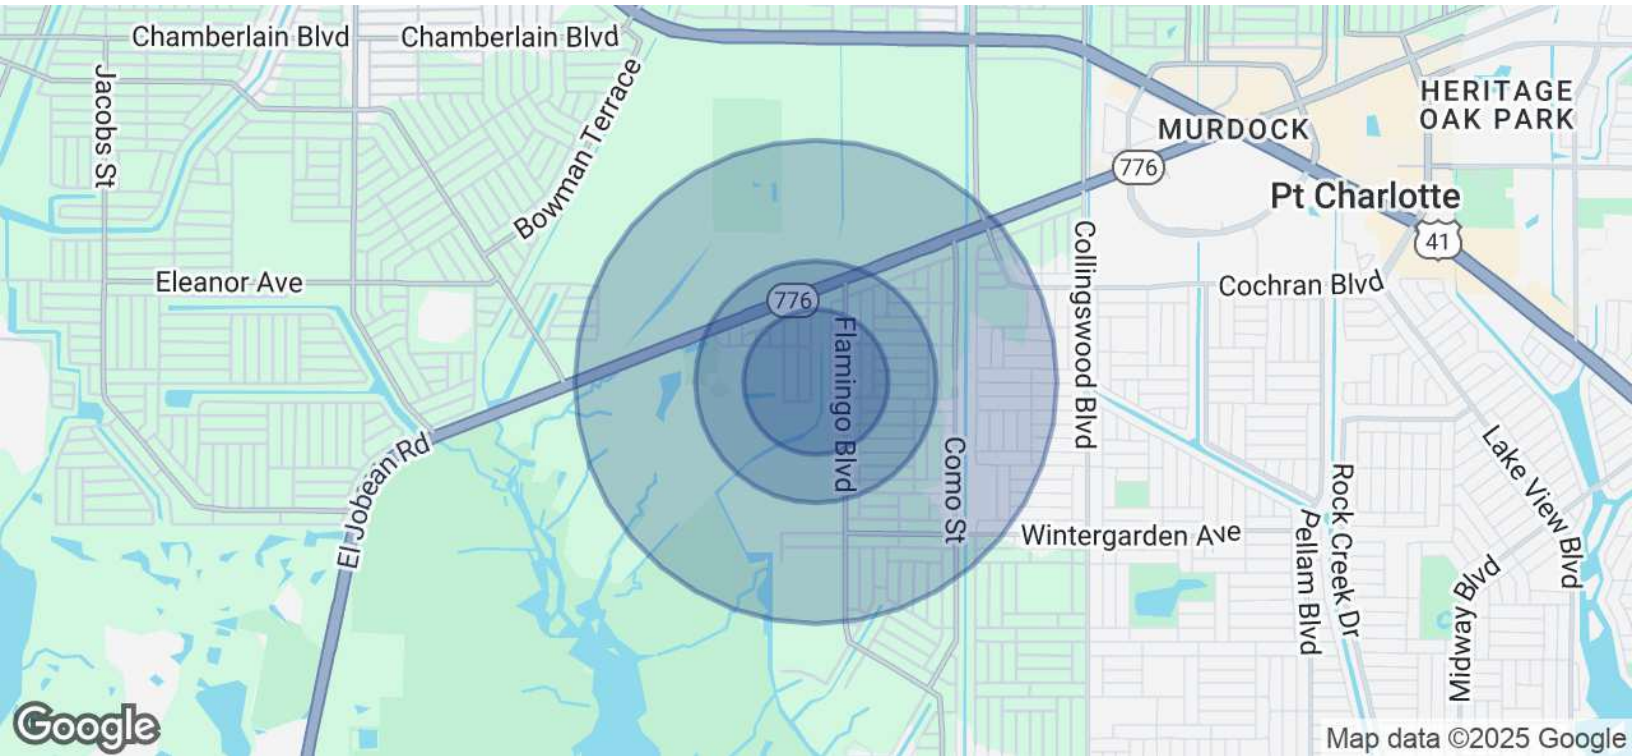 Chamberlain Blvd
Chamberlain Blvd
Jacobs St
Bowman Terrace
HERITAGE
OAK PARK
MURDOCK
776
Pt Charlotte
41
Eleanor Ave
Collingswood Blvd
Cochran Blvd
776
Flamingo Blvd
El Jobean Rd
Como St
Wintergarden Ave
Pellam Blvd
Rock Creek Dr
Lake View Blvd
Midway Blvd
Google
Map data ©2025 Google